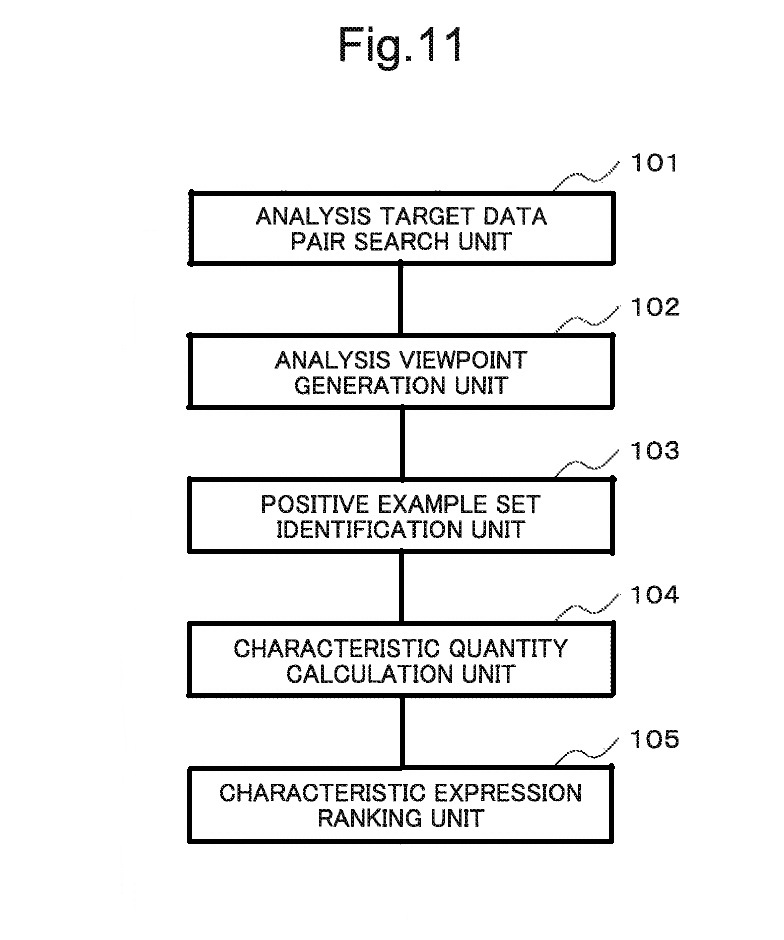 Fig.11
101
ANALYSIS TARGET DATA
PAIR SEARCH UNIT
102
ANALYSIS VIEWPOINT
GENERATION UNIT
103
POSITIVE EXAMPLE SET
IDENTIFICATION UNIT
104
CHARACTERISTIC QUANTITY
CALCULATION UNIT
105
CHARACTERISTIC EXPRESSION
RANKING UNIT